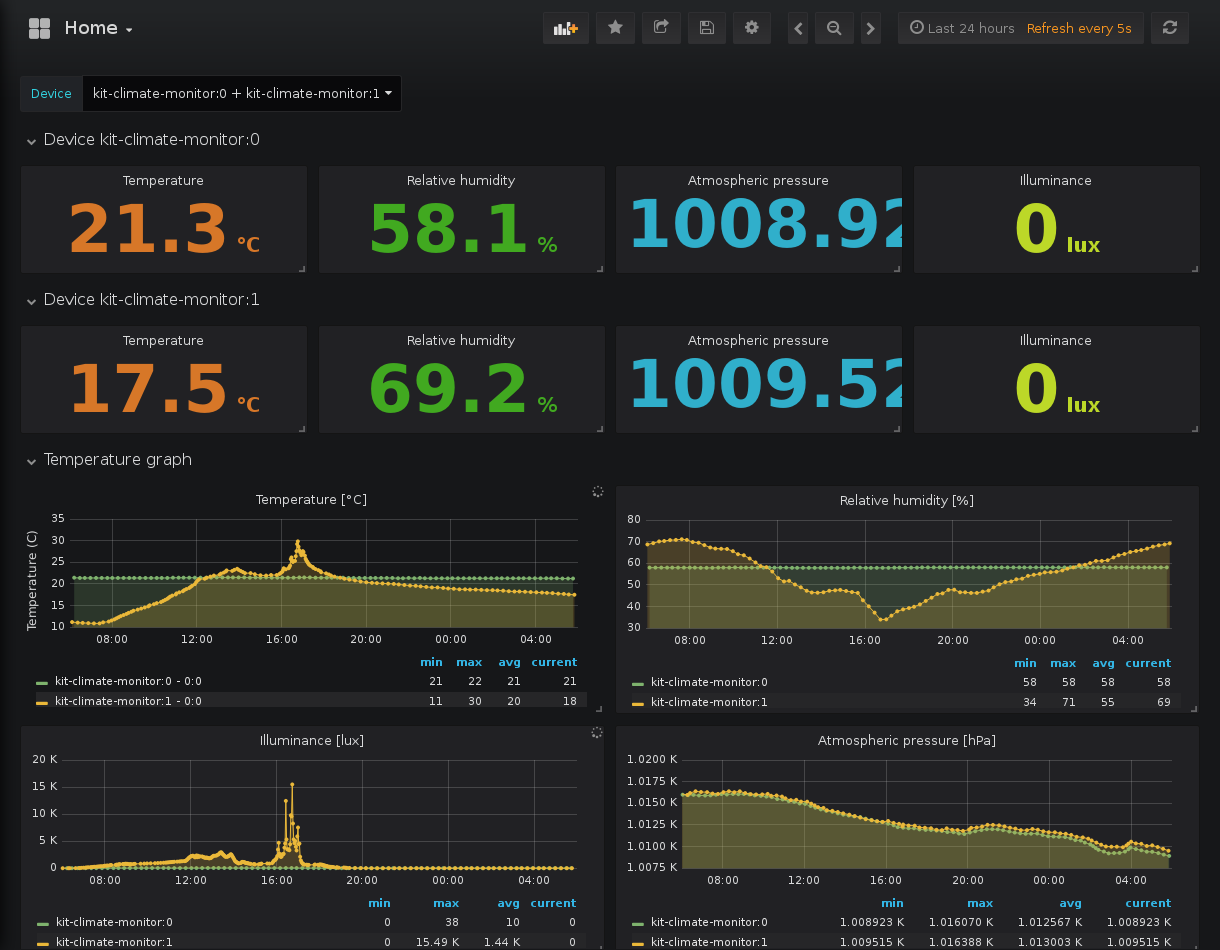 Home
Last 24 hours Refresh every 5s
Device kit-climate-monitor:0 + kit-climate-monitor:1
Device kit-climate-monitor:0
Temperature Relative humidity Atmospheric pressure Illuminance
21.3 °C 58.1 % 1008.92 0 lux
Device kit-climate-monitor:1
Temperature Relative humidity Atmospheric pressure Illuminance
17.5 °C 69.2 % 1009.52 0 lux
Temperature graph
Temperature [°C]
Temperature (C)
35
30
25
20
15
10
08:00 12:00 16:00 20:00 00:00 04:00
min max avg current
kit-climate-monitor:0 - 0:0 21 22 21 21
kit-climate-monitor:1 - 0:0 11 30 20 18
Relative humidity [%]
80
70
60
50
40
30
08:00 12:00 16:00 20:00 00:00 04:00
min max avg current
kit-climate-monitor:0 58 58 58 58
kit-climate-monitor:1 34 71 55 69
Illuminance [lux]
20 K
15 K
10 K
5 K
0
08:00 12:00 16:00 20:00 00:00 04:00
min max avg current
kit-climate-monitor:0 0 38 10 0
kit-climate-monitor:1 0 15.49 K 1.44 K 0
Atmospheric pressure [hPa]
1.0200 K
1.0175 K
1.0150 K
1.0125 K
1.0100 K
1.0075 K
08:00 12:00 16:00 20:00 00:00 04:00
min max avg current
kit-climate-monitor:0 1.008923 K 1.016070 K 1.012567 K 1.008923 K
kit-climate-monitor:1 1.009515 K 1.016388 K 1.013003 K 1.009515 K